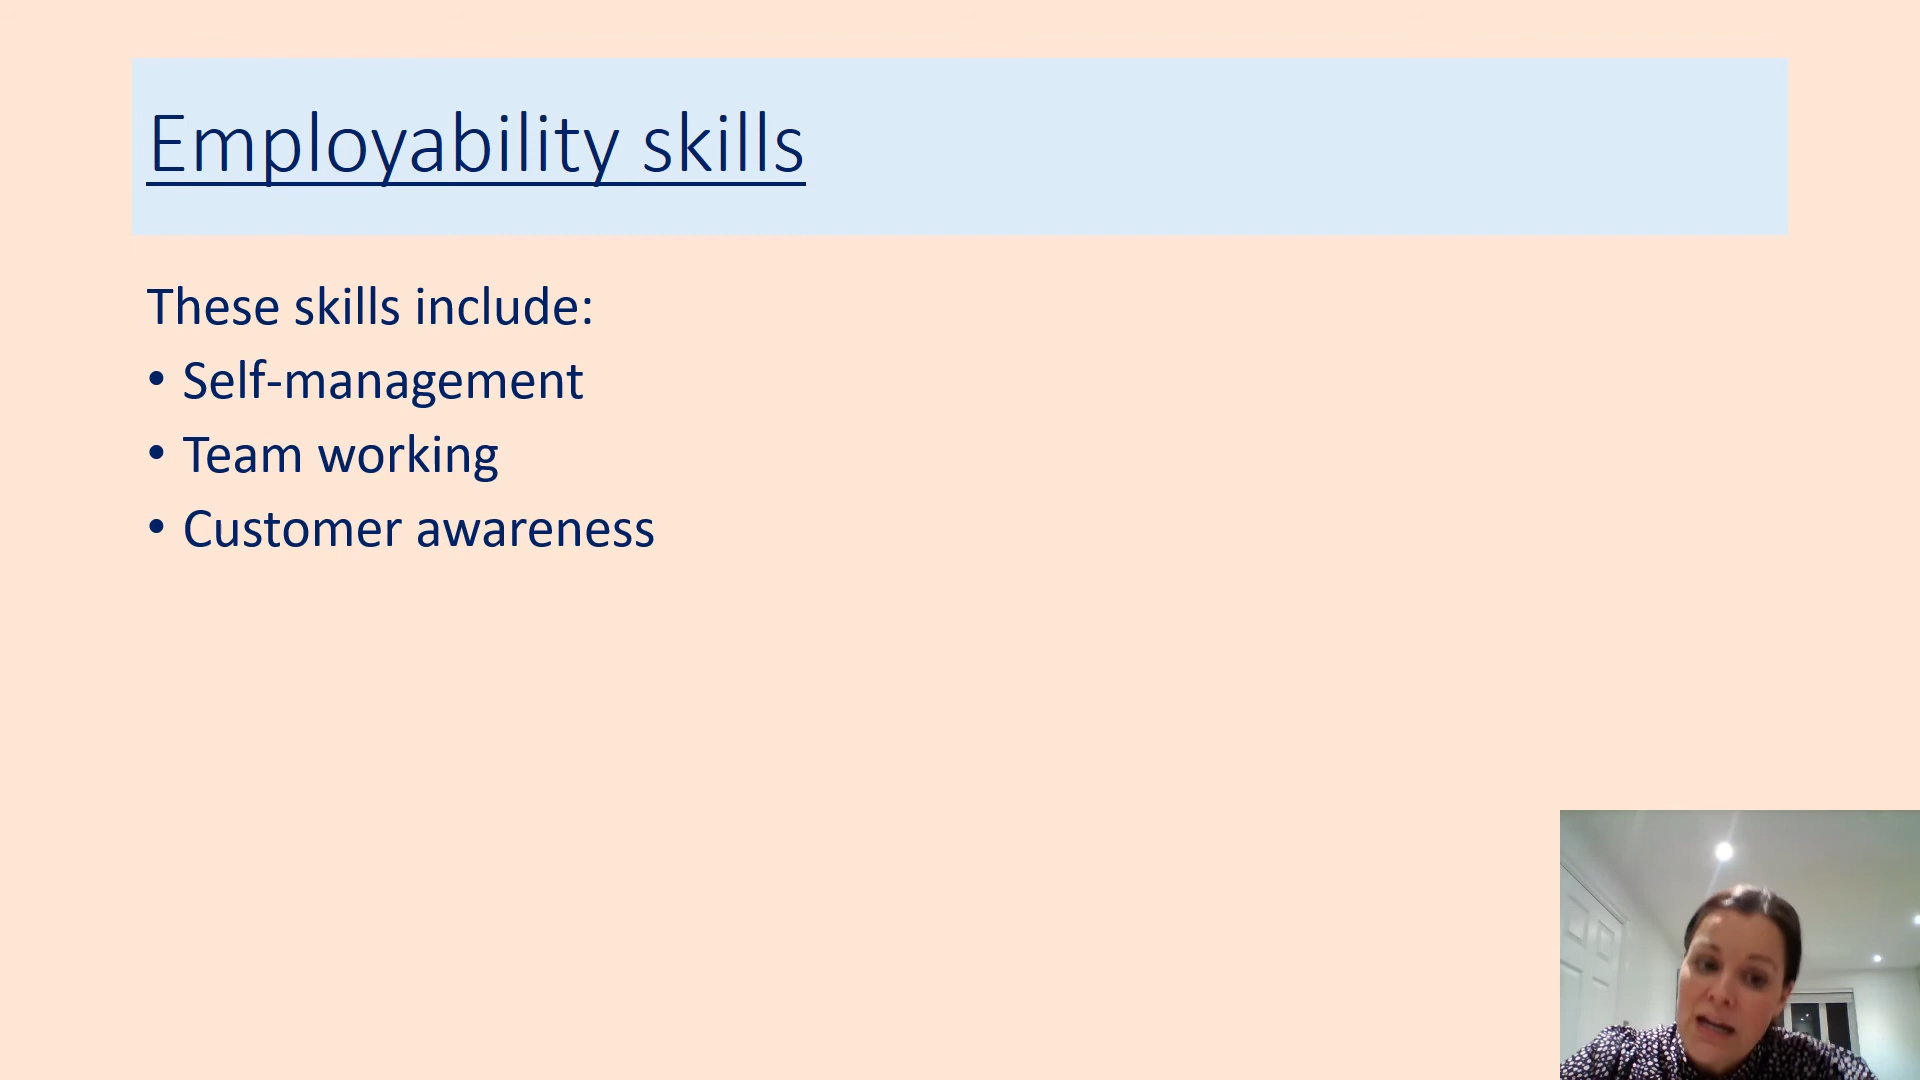 Employability skills
These skills include:
• Self-management
• Team working
• Customer awareness